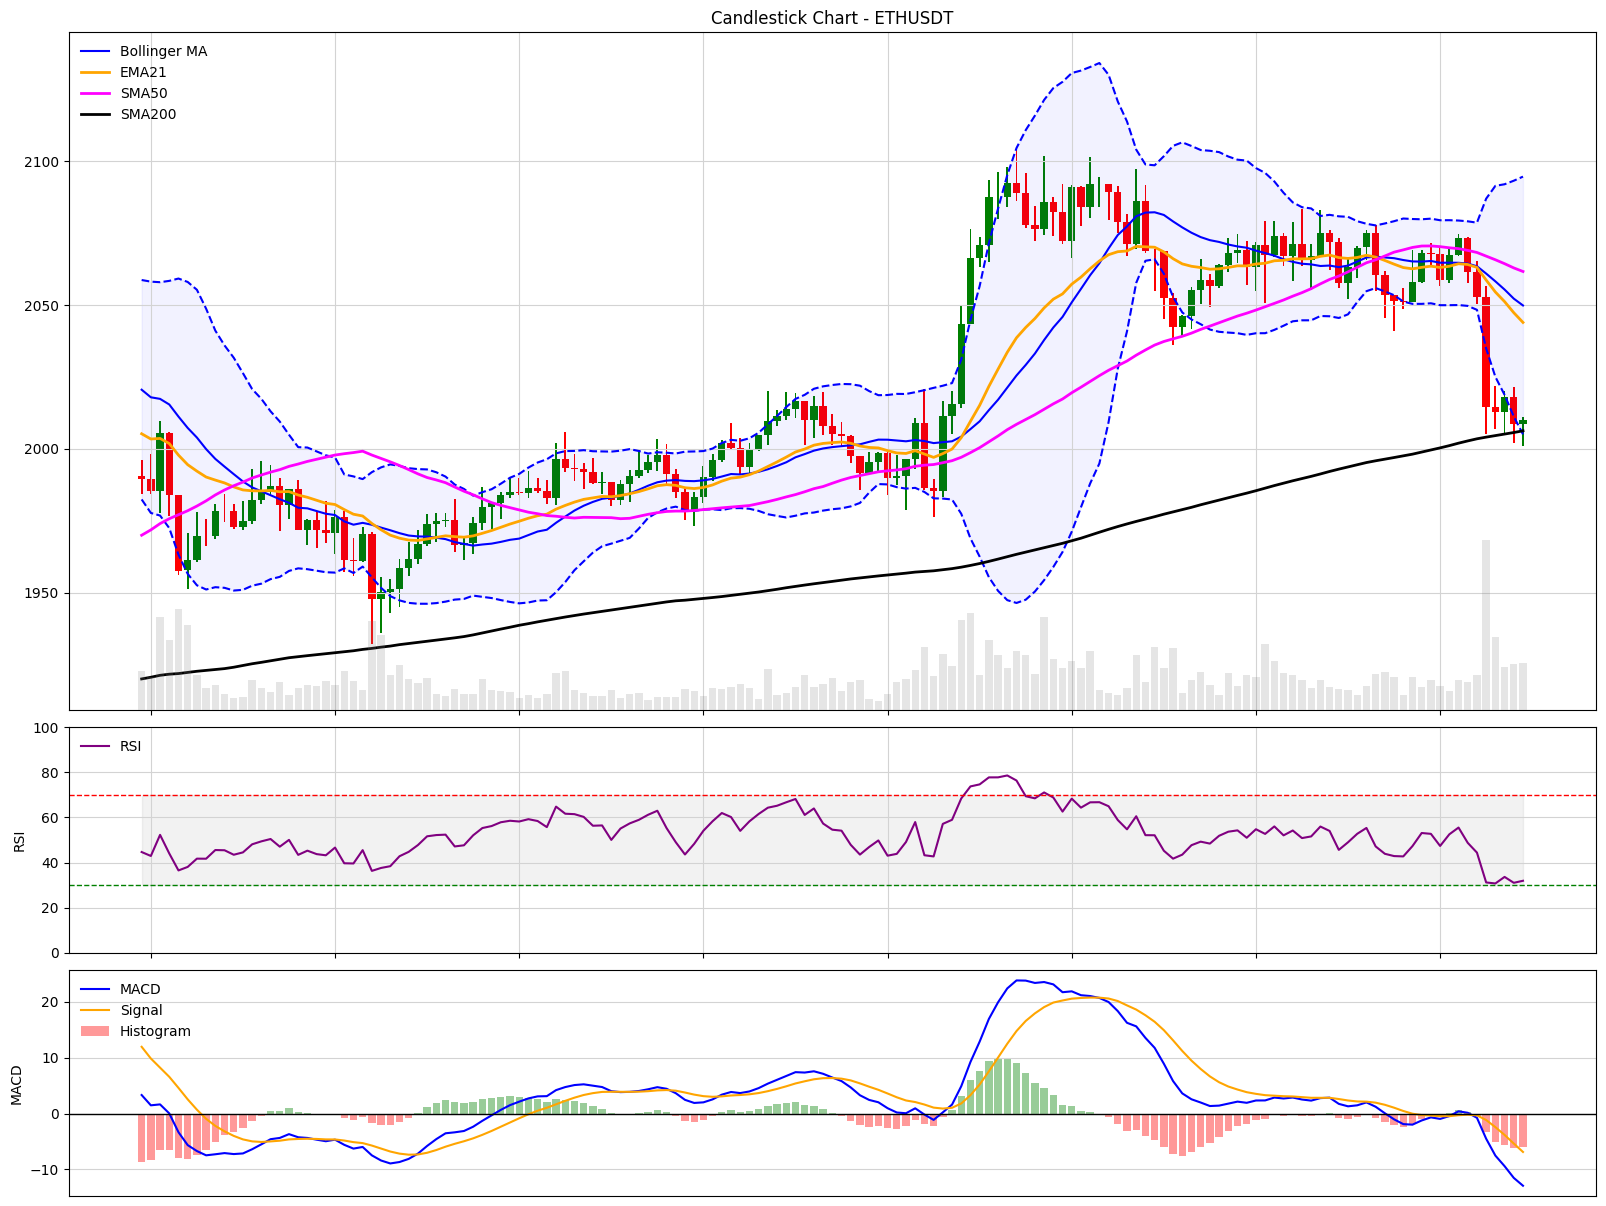 Candlestick Chart - ETHUSDT
Bollinger MA
EMA21
SMA50
SMA200
2100
2050
2000
1950
RSI
100
80
60
40
20
0
RSI
MACD
Signal
Histogram
20
10
0
−10
MACD